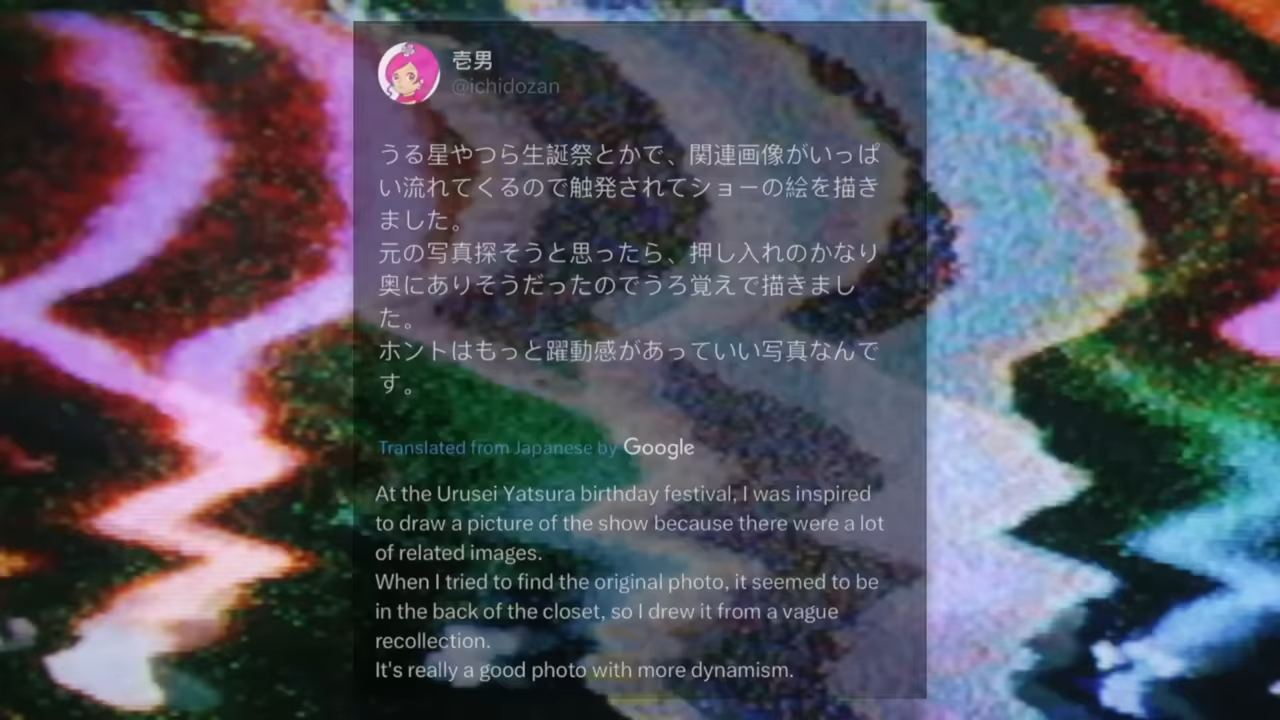 壱男
@ichidozan
うる星やつら生誕祭とかで、関連画像がいっぱ
い流れてくるので触発されてショーの絵を描き
ました。
元の写真探そうと思ったら、押し入れのかなり
奥にありそうだったのでうろ覚えで描きまし
た。
ホントはもっと躍動感があっていい写真なんで
す。
Translated from Japanese by Google
At the Urusei Yatsura birthday festival, I was inspired
to draw a picture of the show because there were a lot
of related images.
When I tried to find the original photo, it seemed to be
in the back of the closet, so I drew it from a vague
recollection.
It's really a good photo with more dynamism.